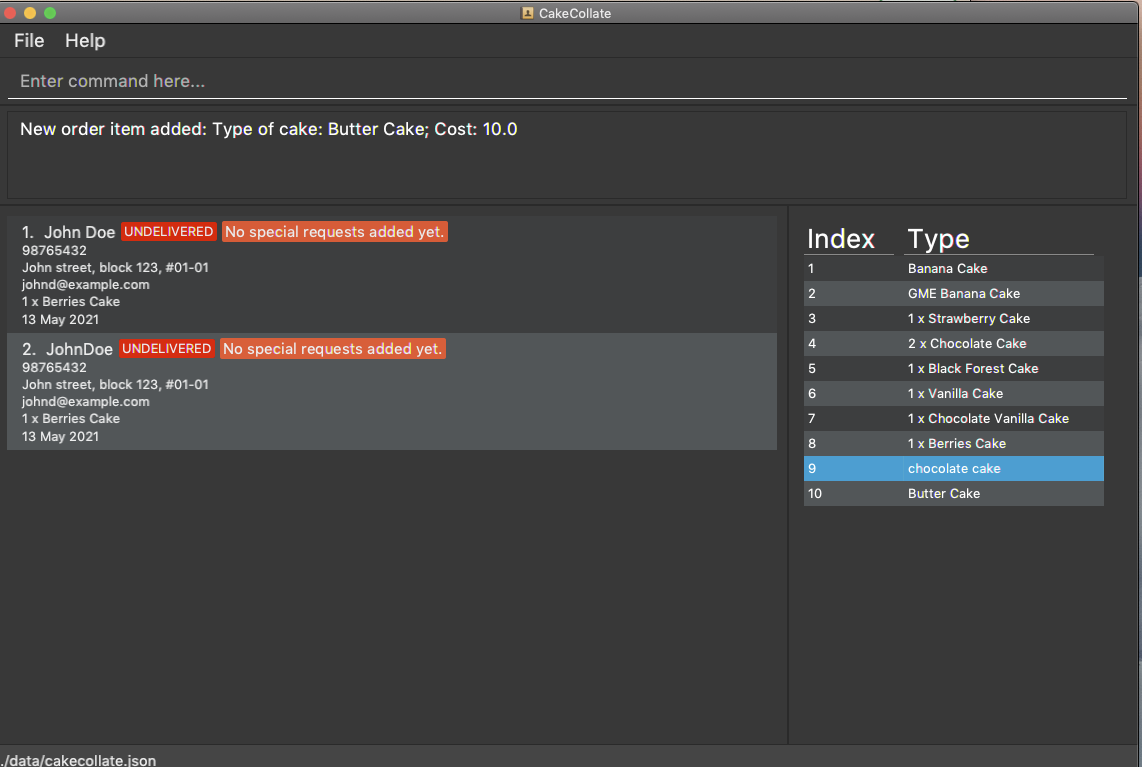 CakeCollate
File Help
Enter command here...
New order item added: Type of cake: Butter Cake; Cost: 10.0
1. John Doe UNDELIVERED No special requests added yet.
98765432
John street, block 123, #01-01
johnd@example.com
1 x Berries Cake
13 May 2021
2. JohnDoe UNDELIVERED No special requests added yet.
98765432
John street, block 123, #01-01
johnd@example.com
1 x Berries Cake
13 May 2021
Index Type
1 Banana Cake
2 GME Banana Cake
3 1 x Strawberry Cake
4 2 x Chocolate Cake
5 1 x Black Forest Cake
6 1 x Vanilla Cake
7 1 x Chocolate Vanilla Cake
8 1 x Berries Cake
9 chocolate cake
10 Butter Cake
./data/cakecollate.json